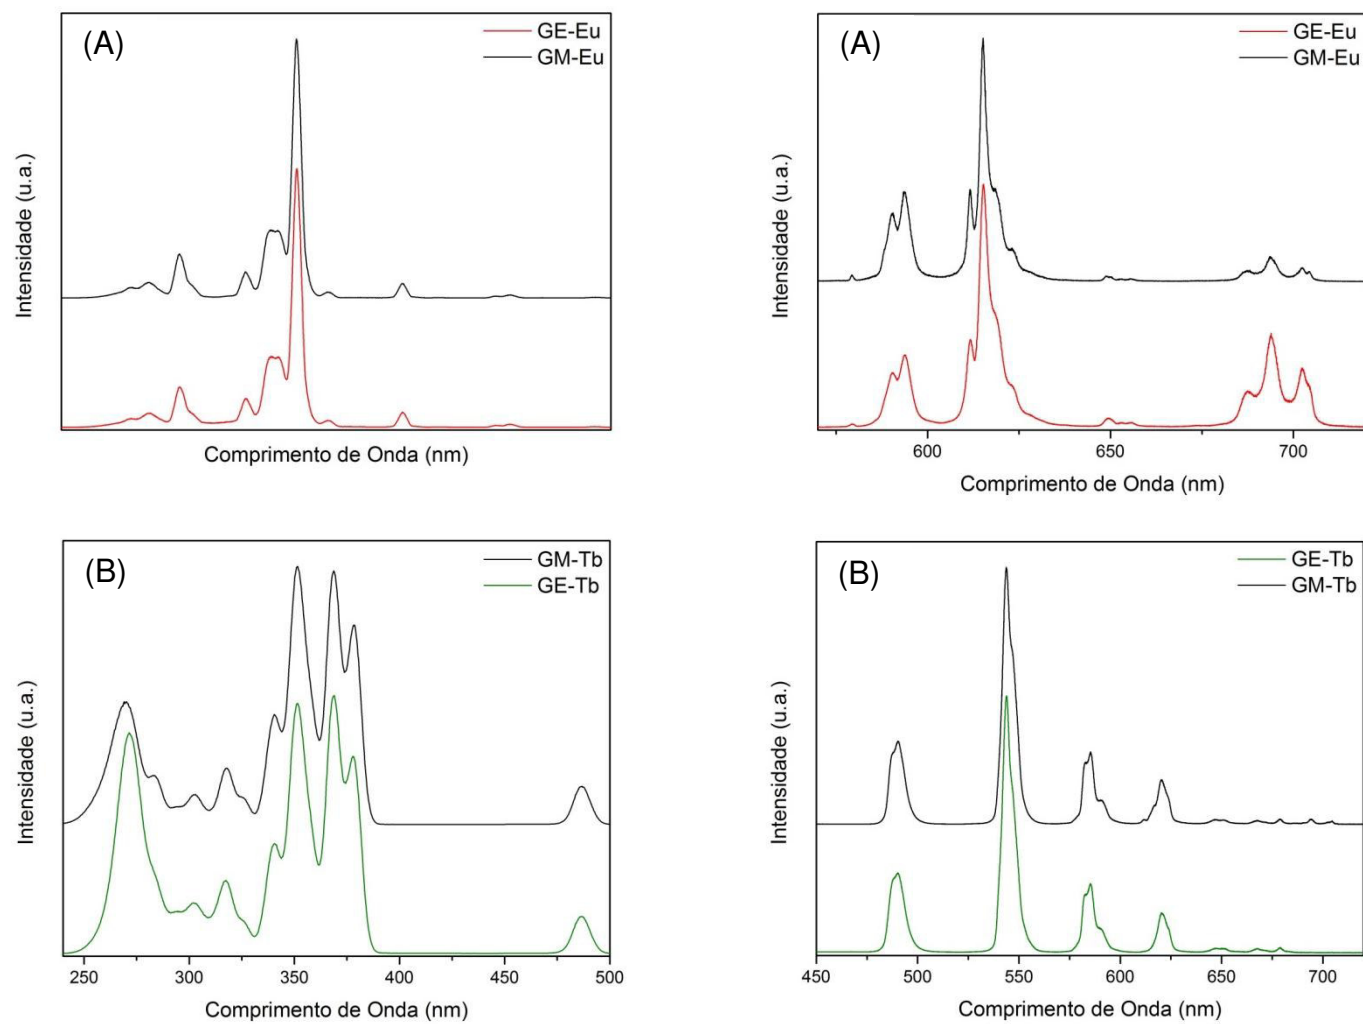 (A)
GE-Eu
GM-Eu
Intensidade (u.a.)
Comprimento de Onda (nm)
(A)
GE-Eu
GM-Eu
Intensidade (u.a.)
600
650
700
Comprimento de Onda (nm)
(B)
GM-Tb
GE-Tb
Intensidade (u.a.)
250
300
350
400
450
500
Comprimento de Onda (nm)
(B)
GE-Tb
GM-Tb
Intensidade (u.a.)
450
500
550
600
650
700
Comprimento de Onda (nm)